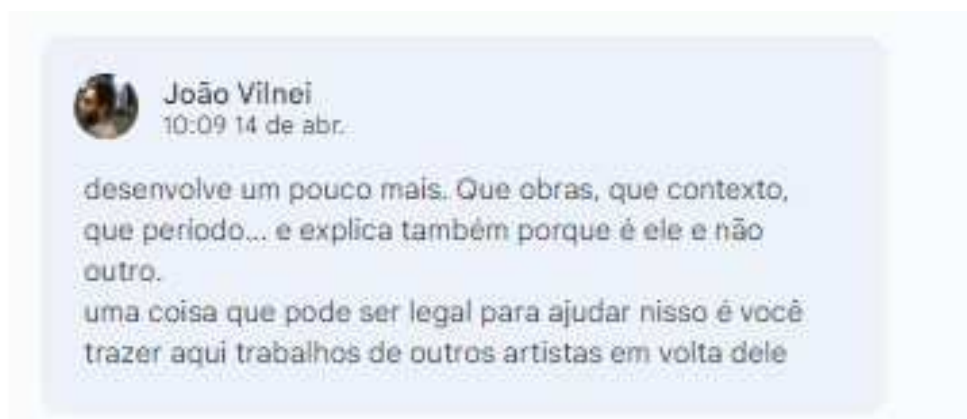 João Vilnei
10:09 14 de abr.
desenvolve um pouco mais. Que obras, que contexto,
que período... e explica também porque é ele e não
outro.
uma coisa que pode ser legal para ajudar nisso é você
trazer aqui trabalhos de outros artistas em volta dele